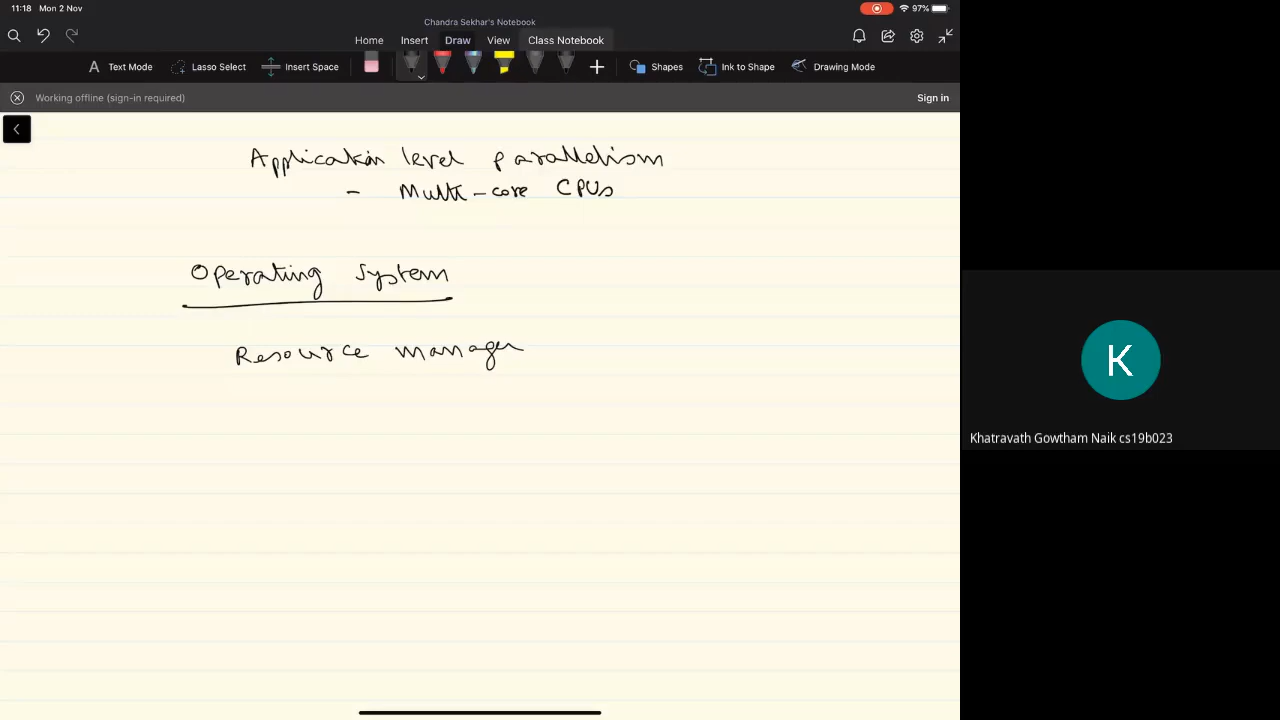 11:18 Mon 2 Nov
97%
Chandra Sekhar's Notebook
Home Insert Draw View Class Notebook
Text Mode Lasso Select Insert Space Shapes Ink to Shape Drawing Mode
Working offline (sign-in required) Sign in
Application level parallelism
- Multi-core CPUs
Operating System
Resource manager
K
Khatravath Gowtham Naik cs19b023